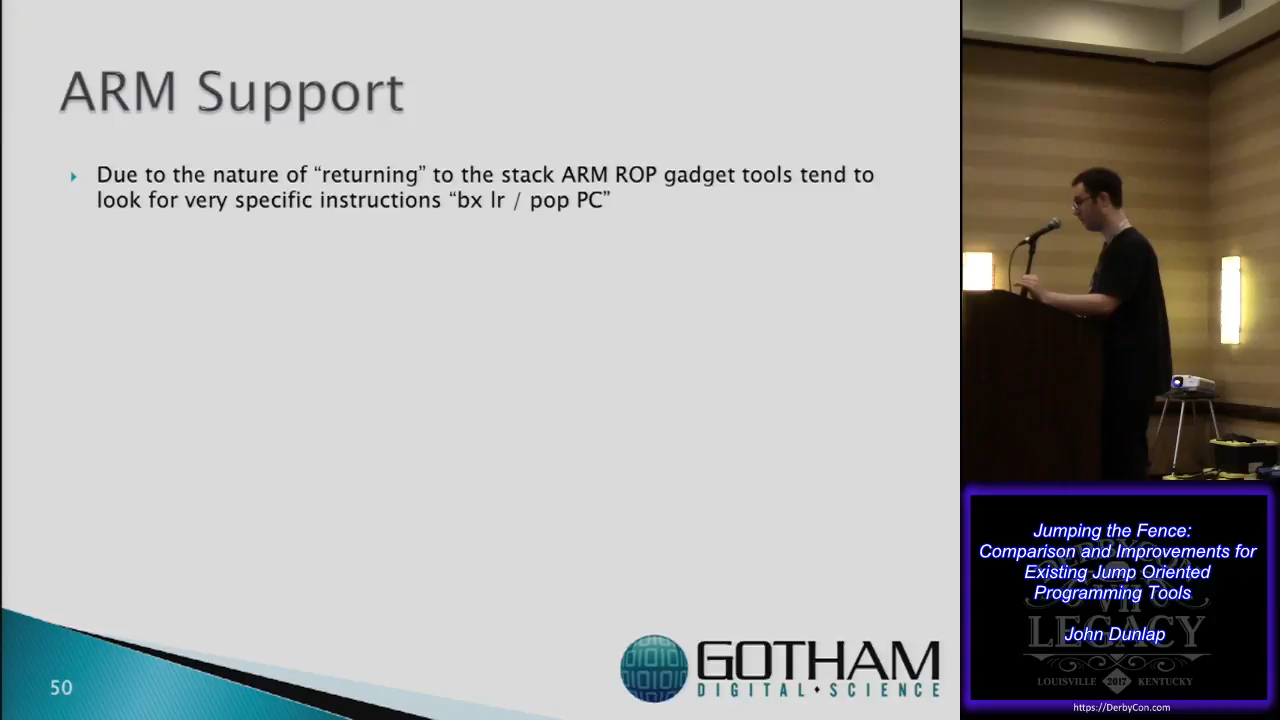 ARM Support
Due to the nature of “returning” to the stack ARM ROP gadget tools tend to
look for very specific instructions “bx lr / pop PC”
50
GOTHAM
DIGITAL SCIENCE
Jumping the Fence:
Comparison and Improvements for
Existing Jump Oriented
Programming Tools
John Dunlap
LEGACY
LOUISVILLE 2017 KENTUCKY
https://DerbyCon.com